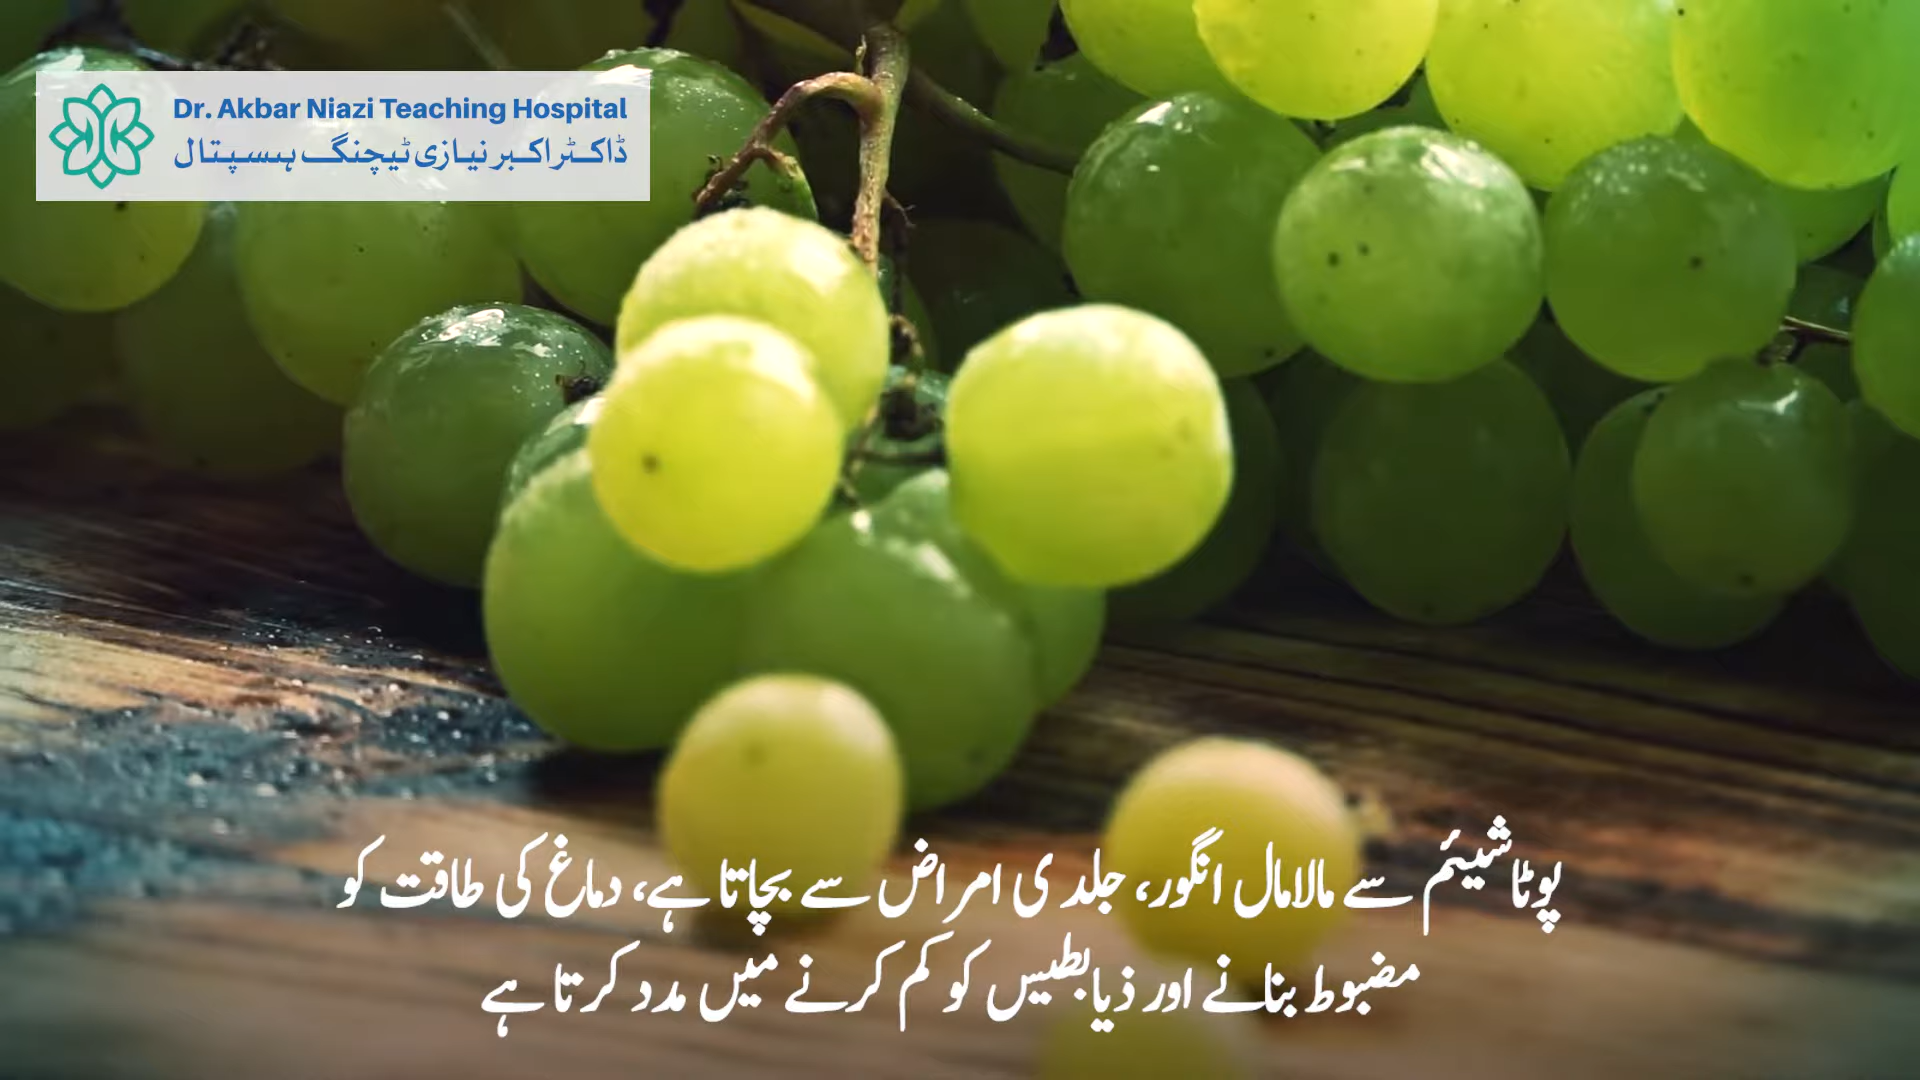 Dr. Akbar Niazi Teaching Hospital
ڈاکٹر اکبر نیازی ٹیچنگ ہسپتال
پوٹاشیئم سے مالامال انگور، جلدی امراض سے بچاتا ہے، دماغ کی طاقت کو
مضبوط بنانے اور ذیابطیس کو کم کرنے میں مدد کرتا ہے